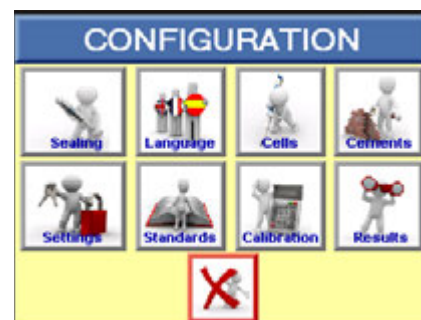 CONFIGURATION
Sealing Language Cells Cements
Settings Standards Calibration Results